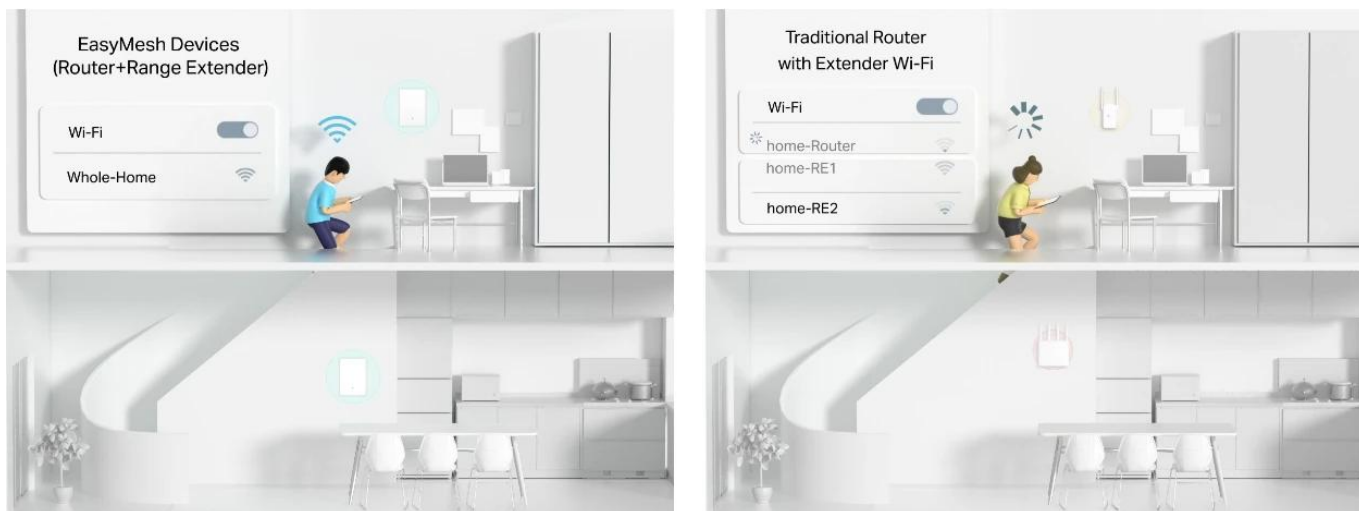 EasyMesh Devices
(Router+Range Extender)
Wi-Fi
Whole-Home
Traditional Router
with Extender Wi-Fi
Wi-Fi
home-Router
home-RE1
home-RE2